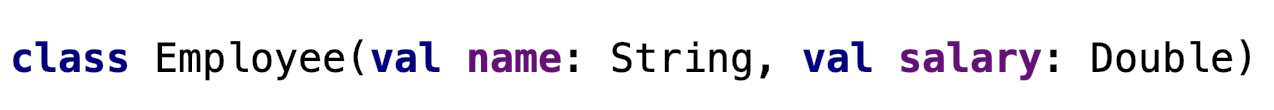 class Employee(val name: String, val salary: Double)